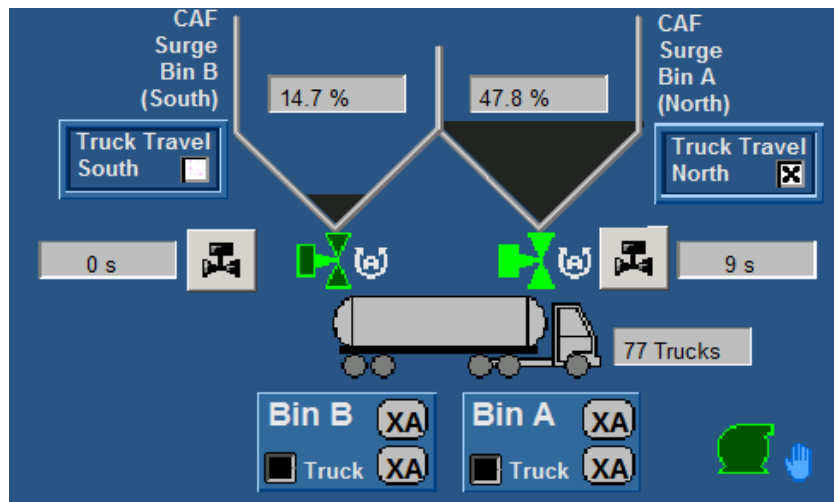 CAF
Surge
Bin B
(South)
14.7 %
47.8 %
CAF
Surge
Bin A
(North)
Truck Travel
South
Truck Travel
North
0 s
A
A
9 s
77 Trucks
Bin B XA
Truck XA
Bin A XA
Truck XA